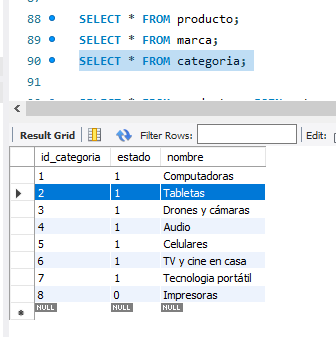 88 SELECT * FROM producto;
89 SELECT * FROM marca;
90 SELECT * FROM categoria;
91
Result Grid Filter Rows: Edit:
id_categoria estado nombre
1 1 Computadoras
2 1 Tabletas
3 1 Drones y cámaras
4 1 Audio
5 1 Celulares
6 1 TV y cine en casa
7 1 Tecnologia portátil
8 0 Impresoras
NULL NULL NULL